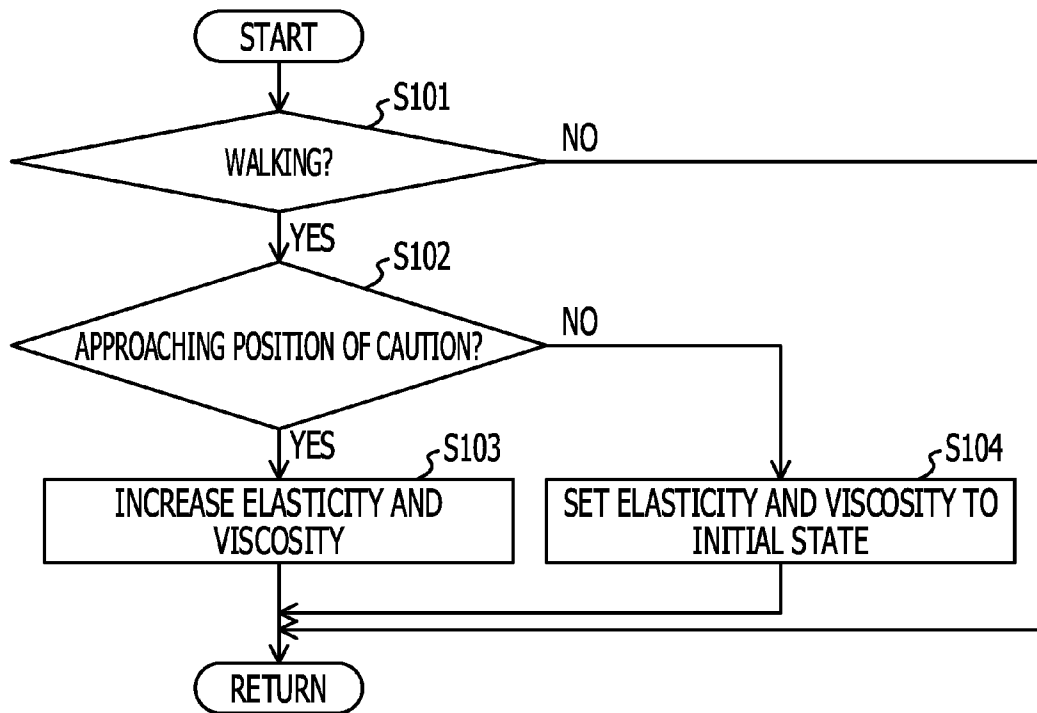 START
S101
WALKING?
NO
YES
S102
APPROACHING POSITION OF CAUTION?
NO
YES
S103
INCREASE ELASTICITY AND
VISCOSITY
S104
SET ELASTICITY AND VISCOSITY TO
INITIAL STATE
RETURN